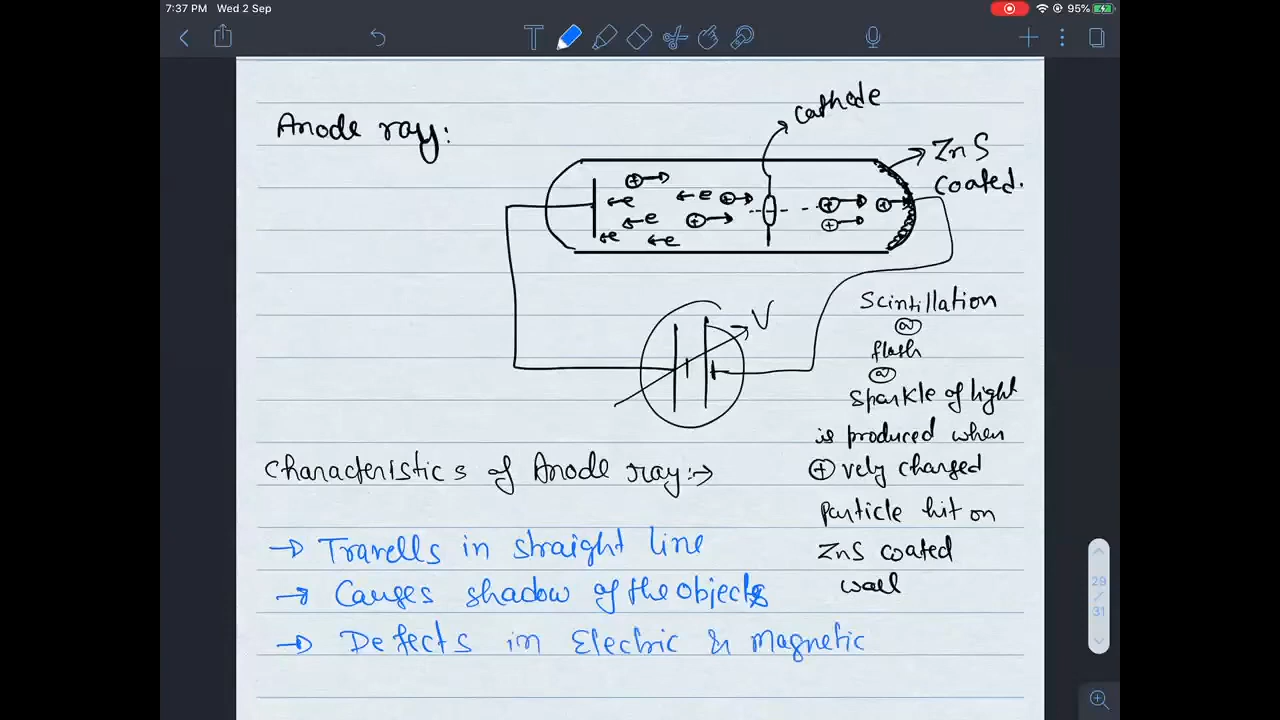 7:37 PM Wed 2 Sep
95%
T
Anode ray:
Cathode
ZnS
Coated.
+ e + e
e + + +
e e
V
Scintillation
or
flash
or
Sparkle of light
is produced when
+ vely charged
particle hit on
ZnS coated
wall
Characteristics of Anode ray:→
→ Travells in straight line
→ Causes shadow of the objects
→ Defects in Electric & Magnetic
29
/
31